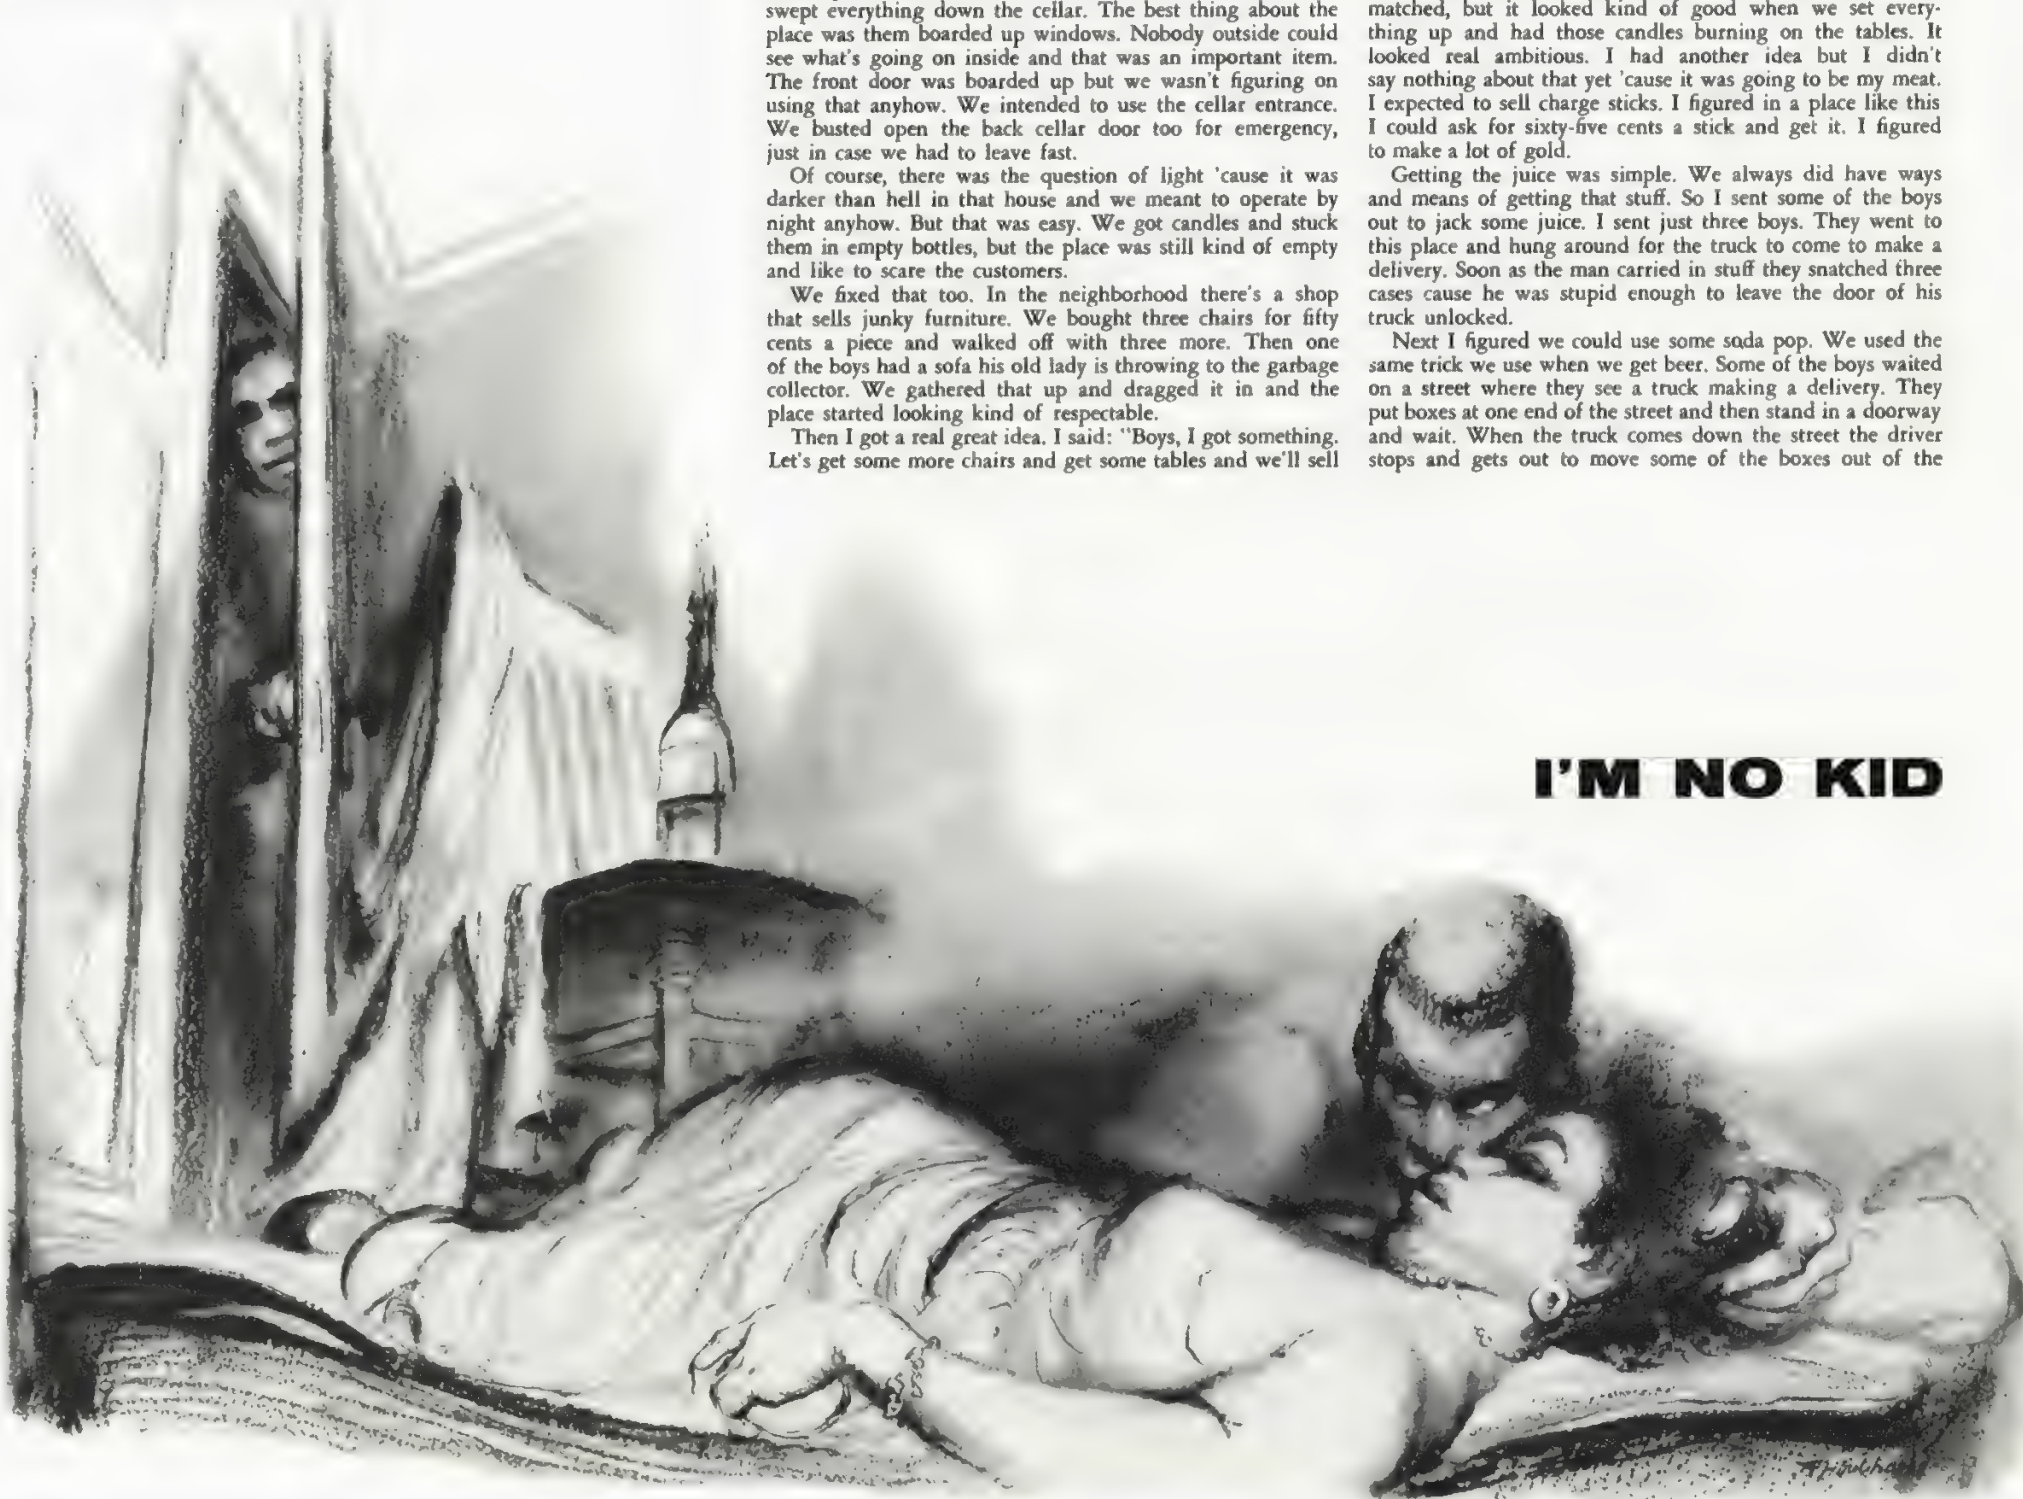 swept everything down the cellar. The best thing about the
place was them boarded up windows. Nobody outside could
see what's going on inside and that was an important item.
The front door was boarded up but we wasn't figuring on
using that anyhow. We intended to use the cellar entrance.
We busted open the back cellar door too for emergency,
just in case we had to leave fast.
Of course, there was the question of light 'cause it was
darker than hell in that house and we meant to operate by
night anyhow. But that was easy. We got candles and stuck
them in empty bottles, but the place was still kind of empty
and like to scare the customers.
We fixed that too. In the neighborhood there's a shop
that sells junky furniture. We bought three chairs for fifty
cents a piece and walked off with three more. Then one
of the boys had a sofa his old lady is throwing to the garbage
collector. We gathered that up and dragged it in and the
place started looking kind of respectable.
Then I got a real great idea. I said: "Boys, I got something.
Let's get some more chairs and get some tables and we'll sell
matched, but it looked kind of good when we set every-
thing up and had those candles burning on the tables. It
looked real ambitious. I had another idea but I didn't
say nothing about that yet 'cause it was going to be my meat.
I expected to sell charge sticks. I figured in a place like this
I could ask for sixty-five cents a stick and get it. I figured
to make a lot of gold.
Getting the juice was simple. We always did have ways
and means of getting that stuff. So I sent some of the boys
out to jack some juice. I sent just three boys. They went to
this place and hung around for the truck to come to make a
delivery. Soon as the man carried in stuff they snatched three
cases cause he was stupid enough to leave the door of his
truck unlocked.
Next I figured we could use some soda pop. We used the
same trick we use when we get beer. Some of the boys waited
on a street where they see a truck making a delivery. They
put boxes at one end of the street and then stand in a doorway
and wait. When the truck comes down the street the driver
stops and gets out to move some of the boxes out of the
I'M NO KID